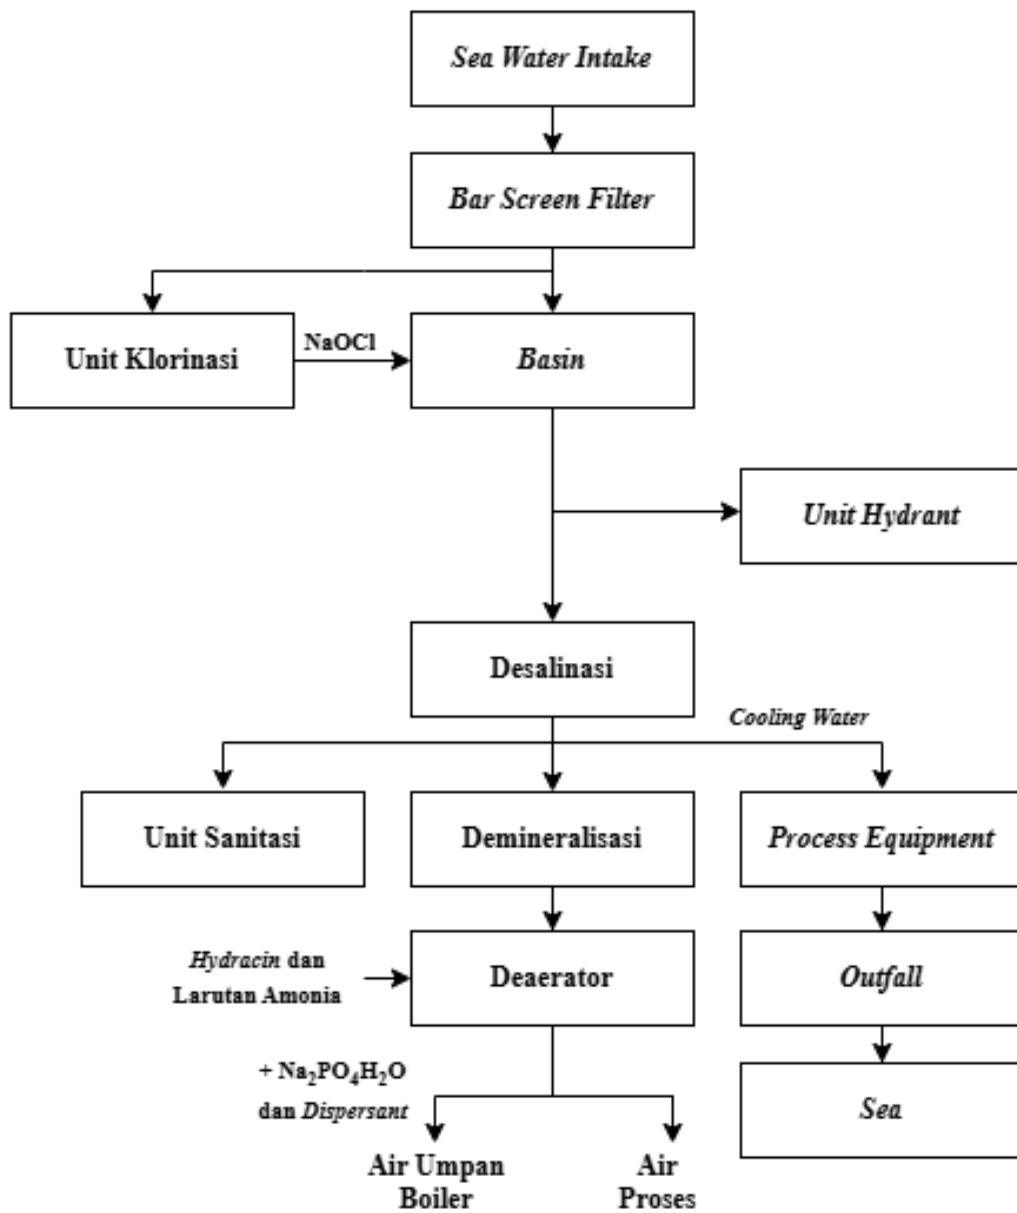 Sea Water Intake
Bar Screen Filter
Unit Klorinasi
NaOCl
Basin
Unit Hydrant
Desalinasi
Cooling Water
Unit Sanitasi
Demineralisasi
Process Equipment
Hydracin dan
Larutan Amonia
Deaerator
Outfall
+ Na₂PO₄H₂O
dan Dispersant
Sea
Air Umpan
Boiler
Air
Proses